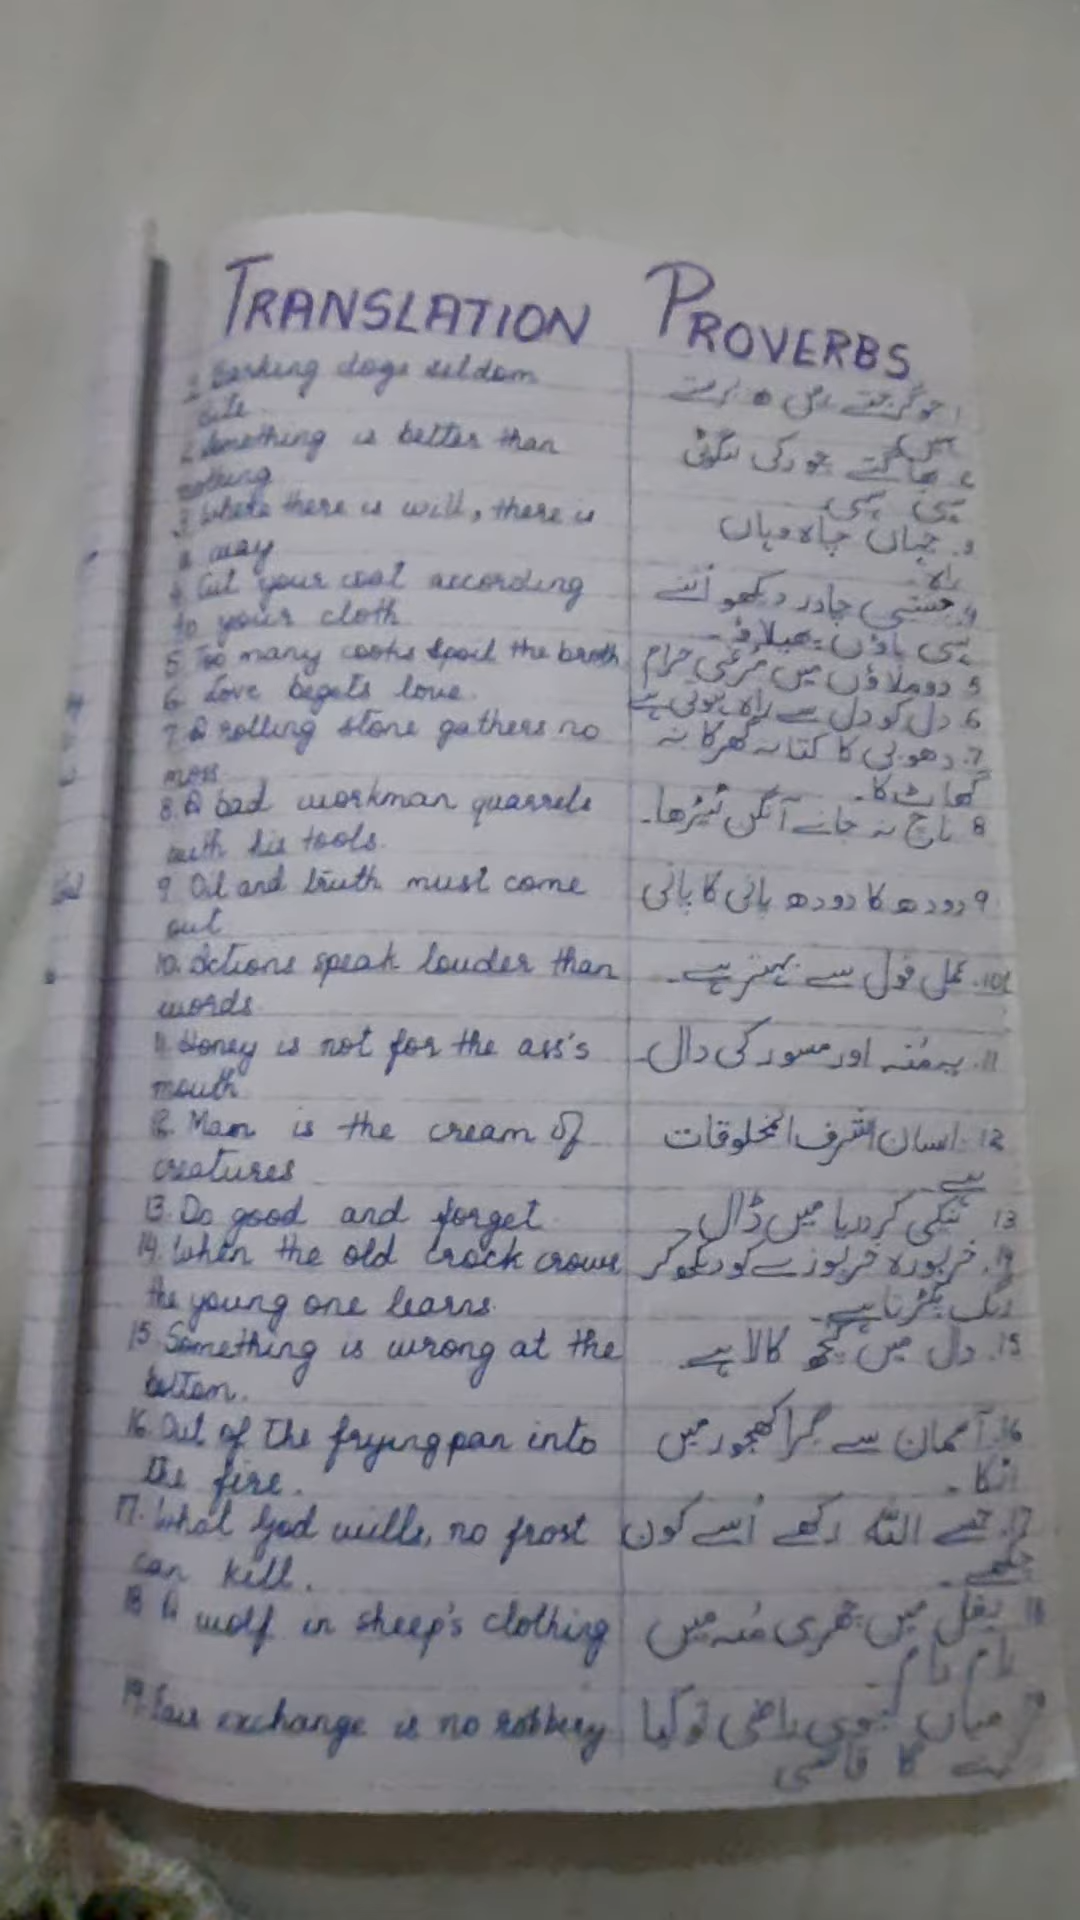 TRANSLATION PROVERBS
1. Barking dogs seldom
bite
2. Something is better than
nothing
3. Where there is will, there is
a way
4. Cut your coat according
to your cloth
5. Too many cooks spoil the broth
6. Love begets love.
7. A rolling stone gathers no
moss
8. A bad workman quarrels
with his tools.
9. Oil and truth must come
out
10. Actions speak louder than
words.
11. Honey is not for the ass's
mouth
12. Man is the cream of
creatures
13. Do good and forget
14. When the old crock crows
the young one learns.
15. Something is wrong at the
bottom.
16. Out of the frying pan into
the fire.
17. What God wills, no frost
can kill.
18. A wolf in sheep's clothing
19. Fair exchange is no robbery
1 جو گرجتے ہیں وہ برستے
نہیں
2 بھاگتے چور کی لنگوٹی
ہی سہی
3. جہاں چاہ وہاں
راہ
4. جتنی چادر دیکھو اتنے
ہی پاؤں پھیلاؤ۔
5 دو ملاؤں میں مرغی حرام
6. دل کو دل سے راہ ہوتی ہے
7. دھوبی کا کتا نہ گھر کا نہ
گھاٹ کا۔
8 ناچ نہ جانے آنگن ٹیڑھا۔
9 دودھ کا دودھ پانی کا پانی
10. عمل قول سے بہتر ہے۔
11. یہ مُنہ اور مسور کی دال۔
12. انسان اشرف المخلوقات
ہے
13 نیکی کر دریا میں ڈال۔
14. خربوزہ خربوزے کو دیکھ کر
رنگ پکڑتا ہے۔
15. دال میں کچھ کالا ہے۔
16. آسمان سے گرا کھجور میں
اٹکا۔
17. جسے اللہ رکھے اُسے کون
چکھے۔
18 بغل میں چھری مُنہ میں
رام رام
19 میاں بیوی راضی تو کیا
کرے گا قاضی